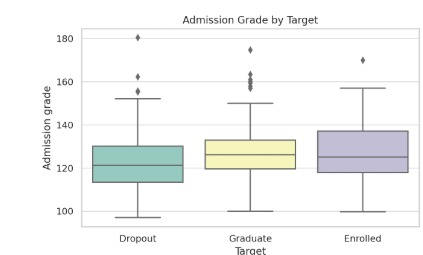 Admission Grade by Target
180
160
140
120
100
Admission grade
Dropout Graduate Enrolled
Target